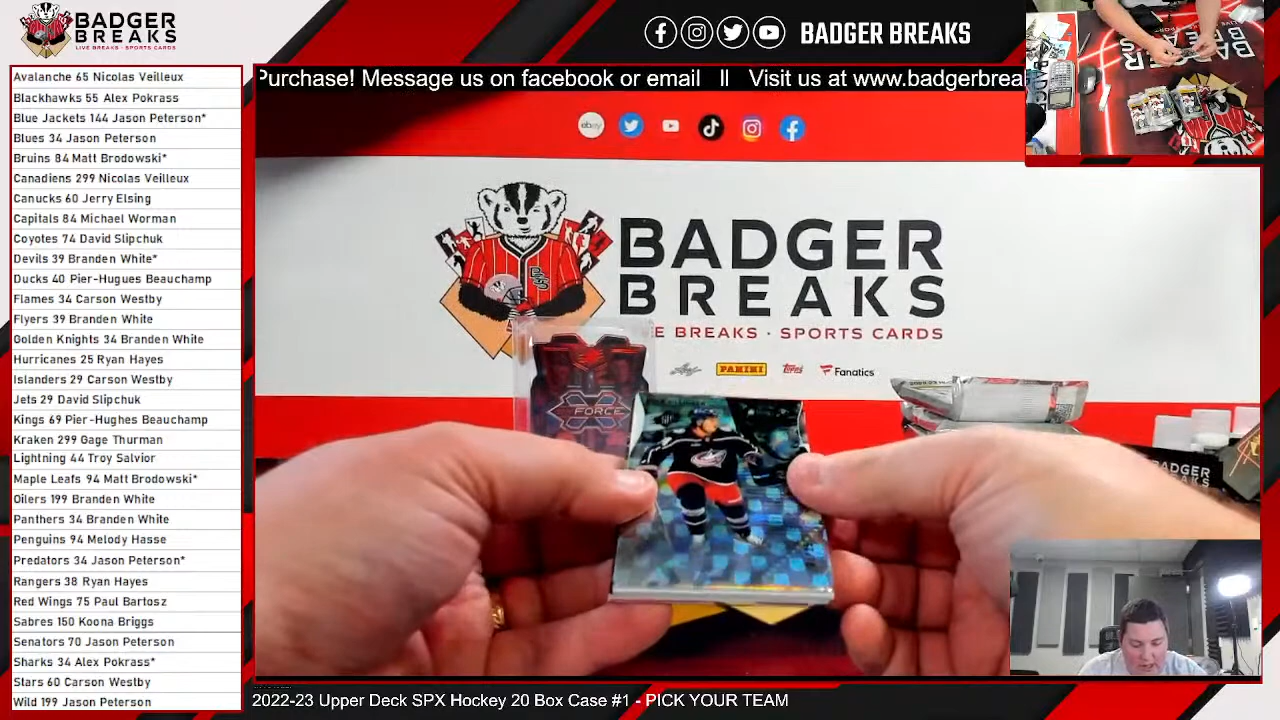 BADGER
BREAKS
LIVE BREAKS · SPORTS CARDS
BADGER BREAKS
Purchase! Message us on facebook or email ll Visit us at www.badgerbrea
Avalanche 65 Nicolas Veilleux
Blackhawks 55 Alex Pokrass
Blue Jackets 144 Jason Peterson*
Blues 34 Jason Peterson
Bruins 84 Matt Brodowski*
Canadiens 299 Nicolas Veilleux
Canucks 60 Jerry Elsing
Capitals 84 Michael Worman
Coyotes 74 David Slipchuk
Devils 39 Branden White*
Ducks 40 Pier-Hugues Beauchamp
Flames 34 Carson Westby
Flyers 39 Branden White
Golden Knights 34 Branden White
Hurricanes 25 Ryan Hayes
Islanders 29 Carson Westby
Jets 29 David Slipchuk
Kings 69 Pier-Hughes Beauchamp
Kraken 299 Gage Thurman
Lightning 44 Troy Salvior
Maple Leafs 94 Matt Brodowski*
Oilers 199 Branden White
Panthers 34 Branden White
Penguins 94 Melody Hasse
Predators 34 Jason Peterson*
Rangers 38 Ryan Hayes
Red Wings 75 Paul Bartosz
Sabres 150 Koona Briggs
Senators 70 Jason Peterson
Sharks 34 Alex Pokrass*
Stars 60 Carson Westby
Wild 199 Jason Peterson
ebay
BADGER
BREAKS
E BREAKS · SPORTS CARDS
Leaf PANINI topps Fanatics
X FORCE
BADGER
2022-23 Upper Deck SPX Hockey 20 Box Case #1 - PICK YOUR TEAM